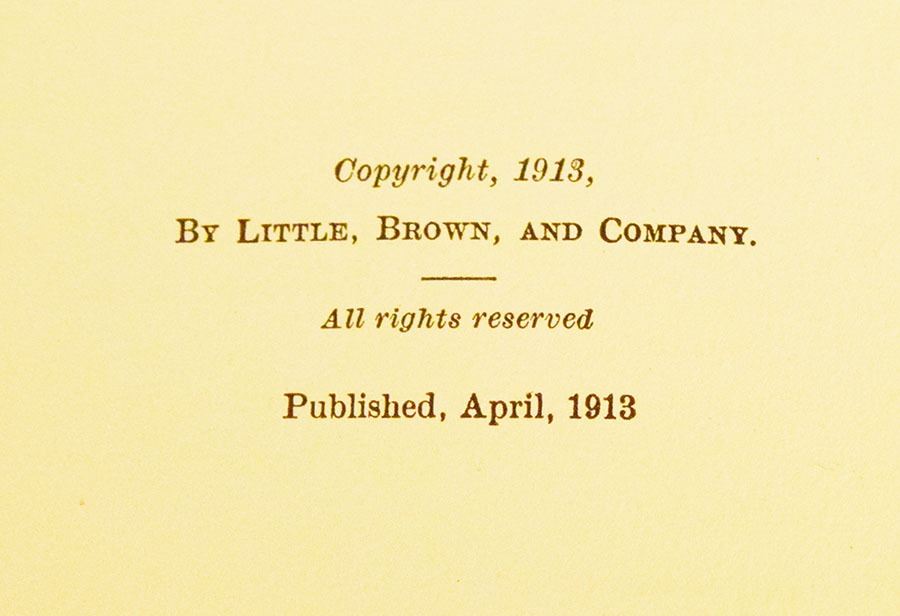 Copyright, 1913,
By Little, Brown, and Company.
All rights reserved
Published, April, 1913